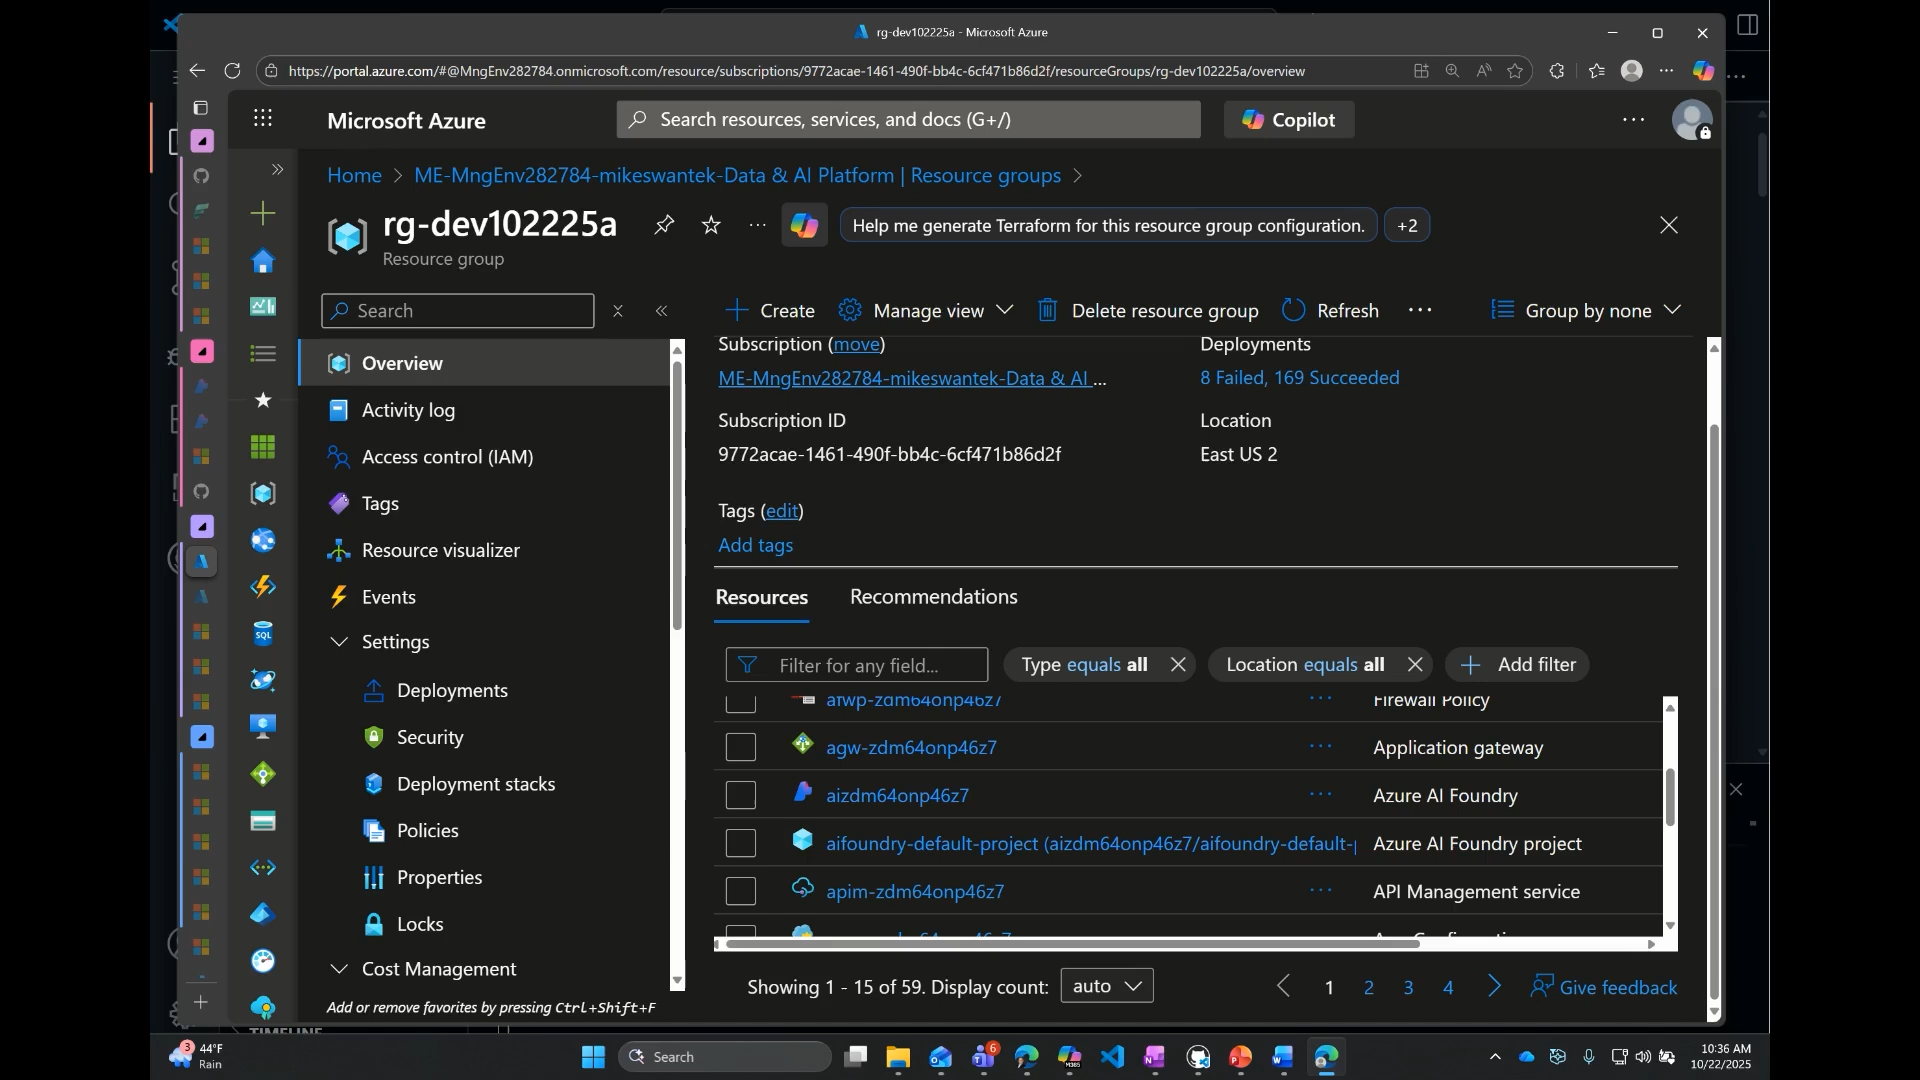 rg-dev102225a - Microsoft Azure
https://portal.azure.com/#@MngEnv282784.onmicrosoft.com/resource/subscriptions/9772acae-1461-490f-bb4c-6cf471b86d2f/resourceGroups/rg-dev102225a/overview
Microsoft Azure
Search resources, services, and docs (G+/)
Copilot
Home > ME-MngEnv282784-mikeswantek-Data & AI Platform | Resource groups >
rg-dev102225a
Help me generate Terraform for this resource group configuration.
+2
Resource group
Search
Create
Manage view
Delete resource group
Refresh
Group by none
Overview
Activity log
Access control (IAM)
Tags
Resource visualizer
Events
Settings
Deployments
Security
Deployment stacks
Policies
Properties
Locks
Cost Management
Add or remove favorites by pressing Ctrl+Shift+F
Subscription (move)
ME-MngEnv282784-mikeswantek-Data & AI ...
Subscription ID
9772acae-1461-490f-bb4c-6cf471b86d2f
Deployments
8 Failed, 169 Succeeded
Location
East US 2
Tags (edit)
Add tags
Resources
Recommendations
Filter for any field...
Type equals all
Location equals all
Add filter
afwp-zdm64onp46z7 Firewall Policy
agw-zdm64onp46z7 Application gateway
aizdm64onp46z7 Azure AI Foundry
aifoundry-default-project (aizdm64onp46z7/aifoundry-default-p Azure AI Foundry project
apim-zdm64onp46z7 API Management service
Showing 1 - 15 of 59. Display count: auto
1 2 3 4
Give feedback
TIMELINE
3
44°F
Rain
Search
6
M365
10:36 AM
10/22/2025